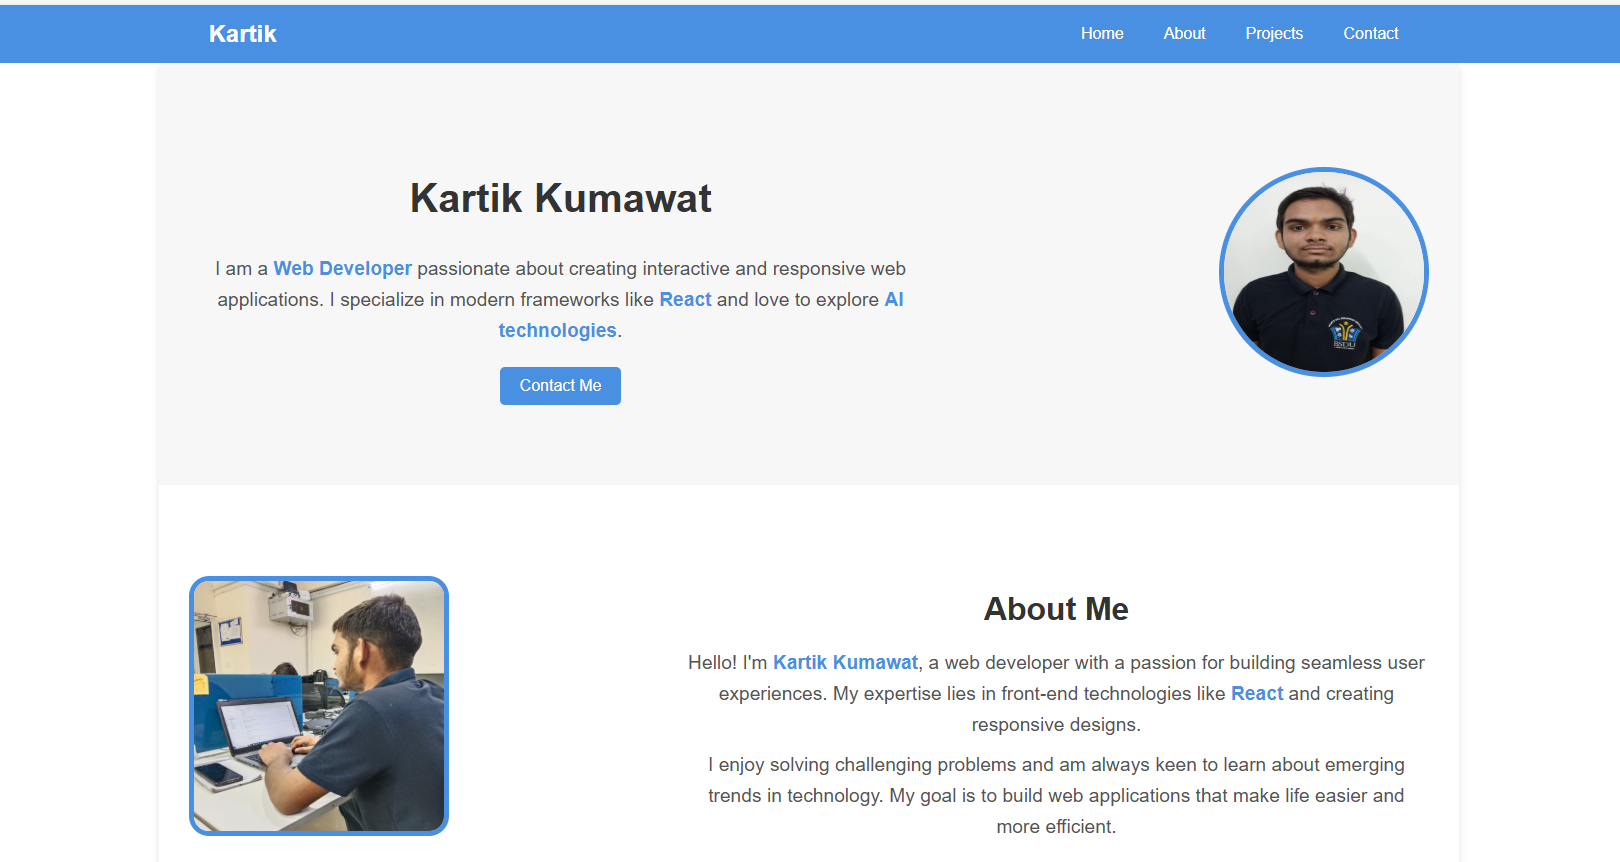 Kartik
Home About Projects Contact
Kartik Kumawat
I am a Web Developer passionate about creating interactive and responsive web
applications. I specialize in modern frameworks like React and love to explore AI
technologies.
Contact Me
BSDU
About Me
Hello! I'm Kartik Kumawat, a web developer with a passion for building seamless user
experiences. My expertise lies in front-end technologies like React and creating
responsive designs.
I enjoy solving challenging problems and am always keen to learn about emerging
trends in technology. My goal is to build web applications that make life easier and
more efficient.